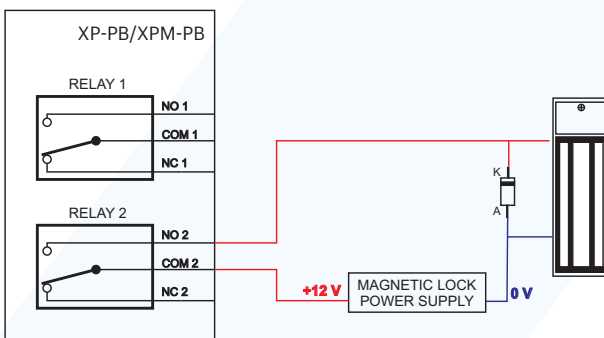 XP-PB/XPM-PB
RELAY 1
NO 1
COM 1
NC 1
RELAY 2
NO 2
COM 2
NC 2
K
A
+12 V
MAGNETIC LOCK
POWER SUPPLY
0 V